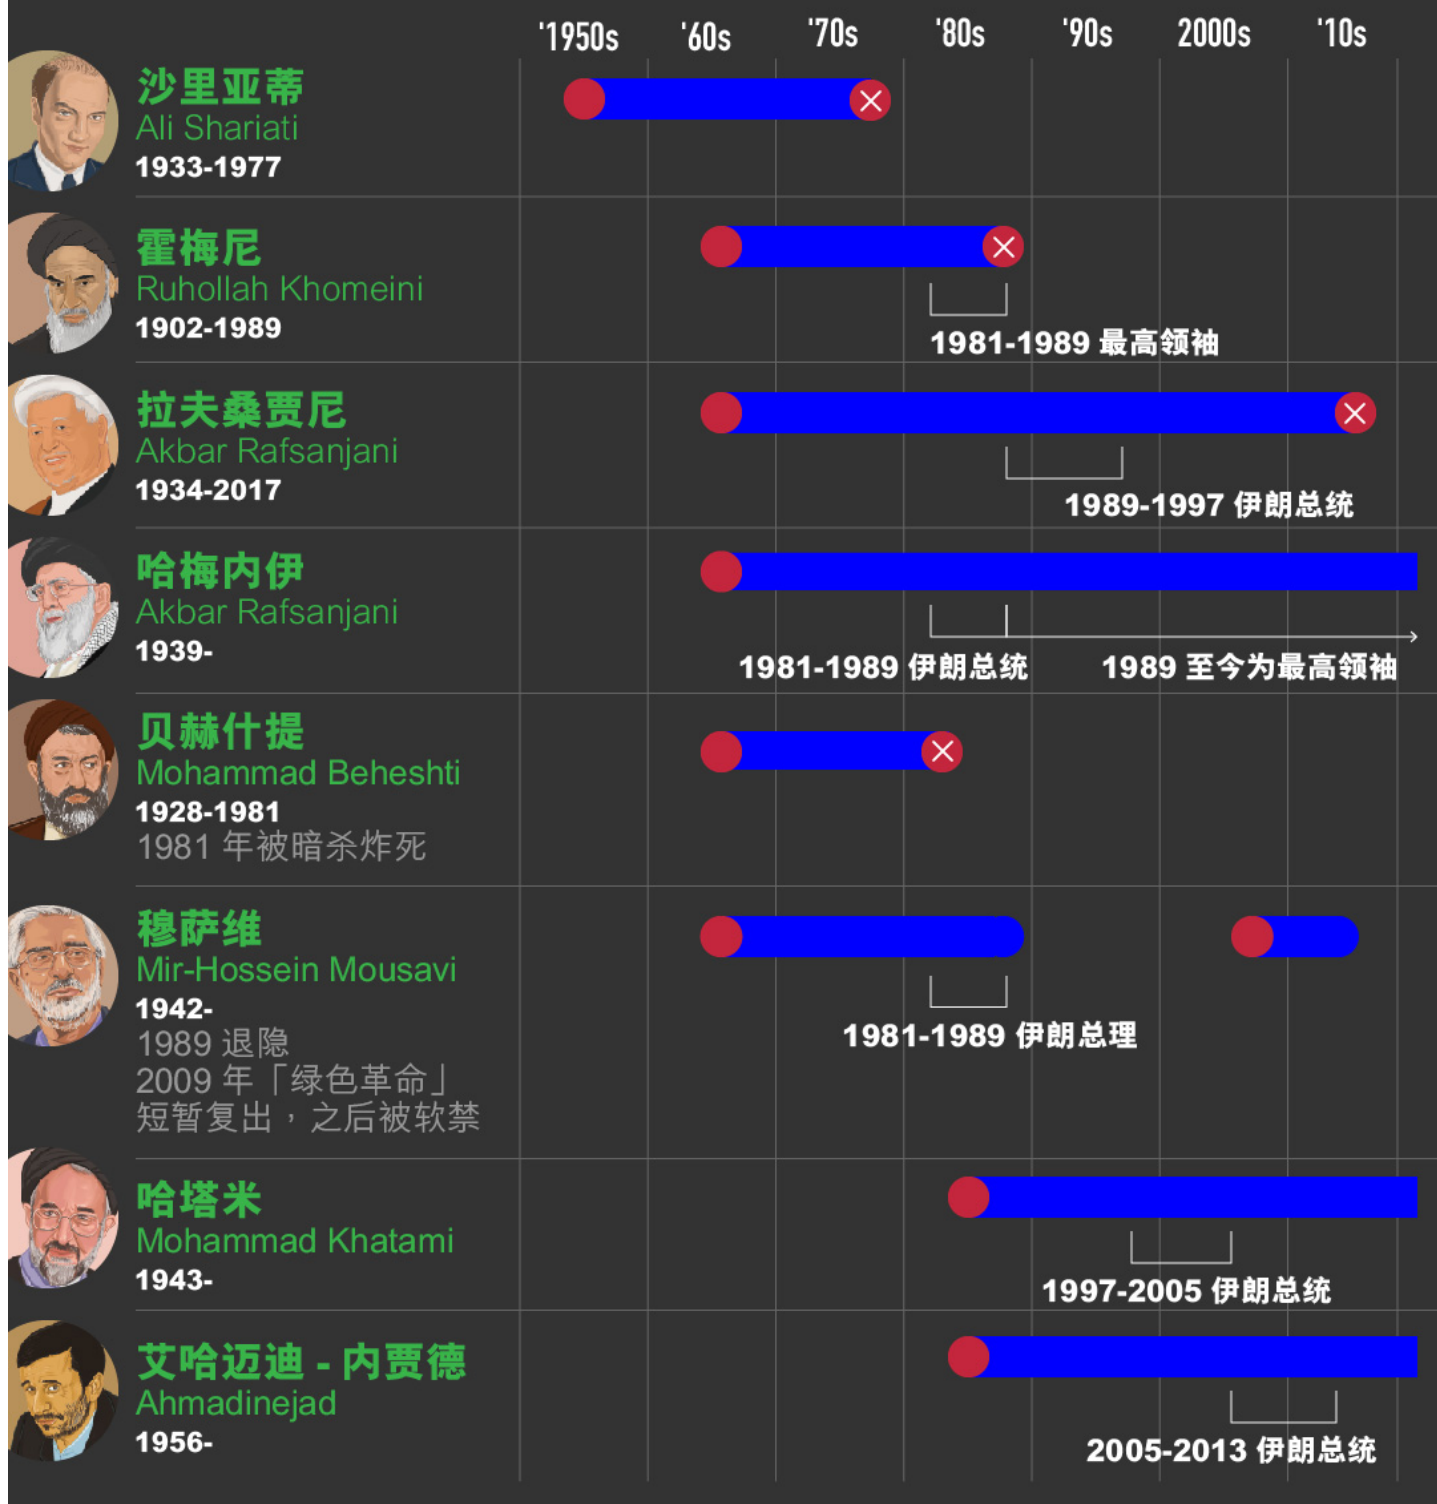 '1950s '60s '70s '80s '90s 2000s '10s
沙里亚蒂
Ali Shariati
1933-1977
霍梅尼
Ruhollah Khomeini
1902-1989
1981-1989 最高领袖
拉夫桑贾尼
Akbar Rafsanjani
1934-2017
1989-1997 伊朗总统
哈梅内伊
Akbar Rafsanjani
1939-
1981-1989 伊朗总统
1989 至今为最高领袖
贝赫什提
Mohammad Beheshti
1928-1981
1981 年被暗杀炸死
穆萨维
Mir-Hossein Mousavi
1942-
1989 退隐
2009 年「绿色革命」
短暂复出，之后被软禁
1981-1989 伊朗总理
哈塔米
Mohammad Khatami
1943-
1997-2005 伊朗总统
艾哈迈迪 - 内贾德
Ahmadinejad
1956-
2005-2013 伊朗总统